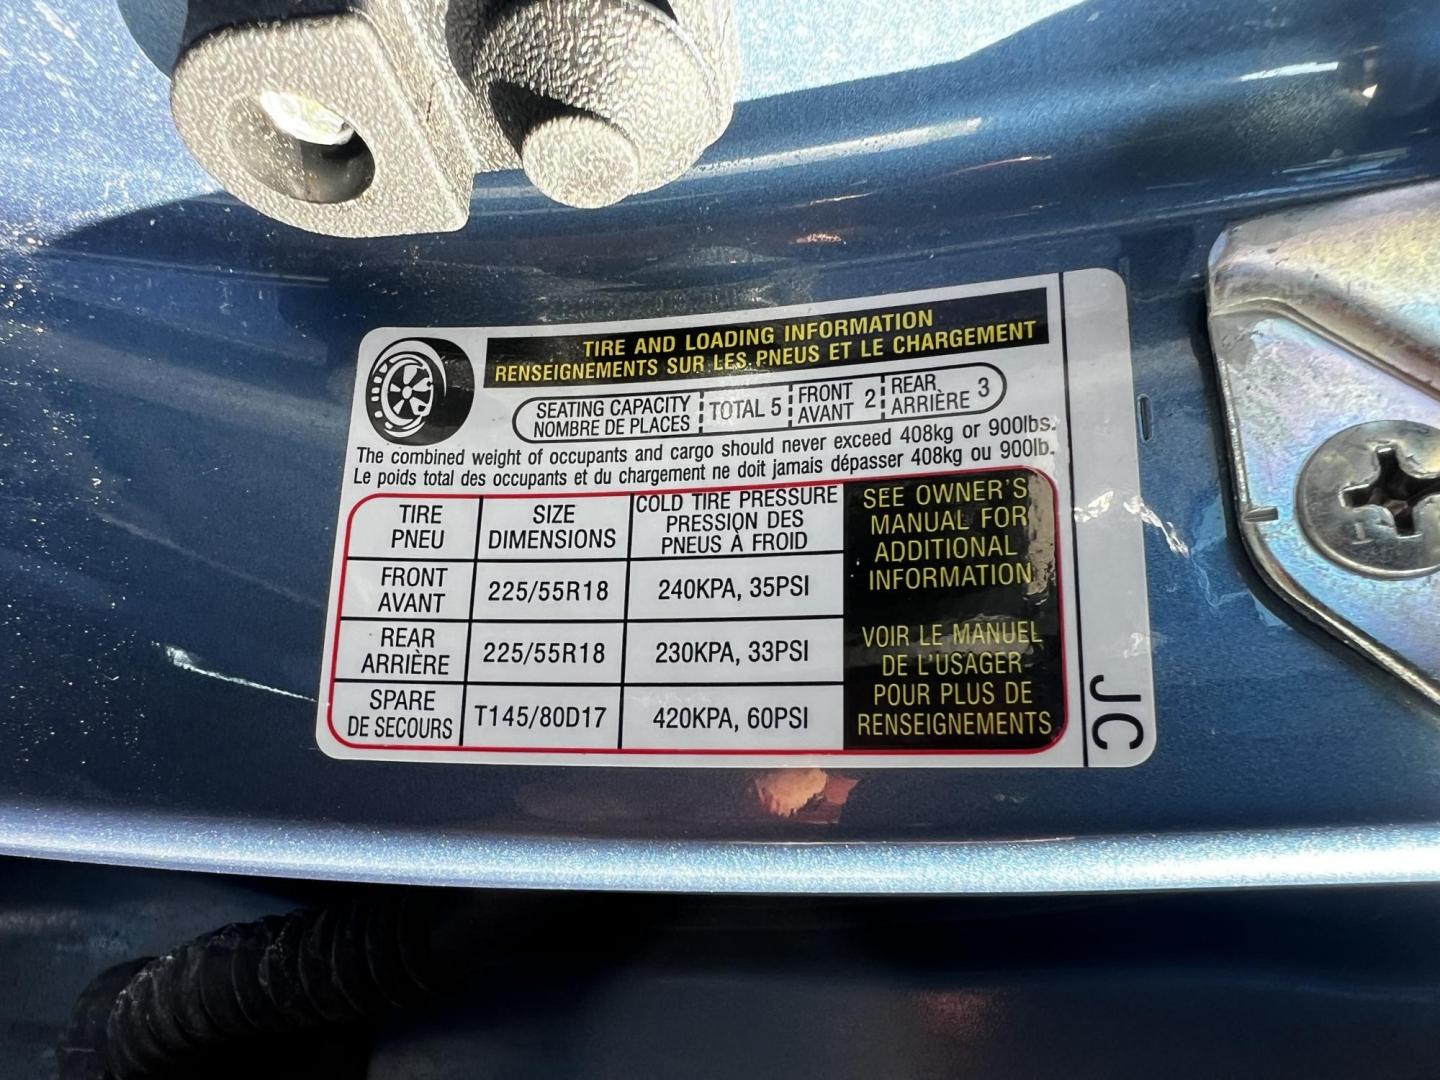 TIRE AND LOADING INFORMATION
RENSEIGNEMENTS SUR LES PNEUS ET LE CHARGEMENT
SEATING CAPACITY
NOMBRE DE PLACES
TOTAL 5
FRONT
AVANT 2
REAR
ARRIÈRE 3
The combined weight of occupants and cargo should never exceed 408kg or 900lbs.
Le poids total des occupants et du chargement ne doit jamais dépasser 408kg ou 900lb.
TIRE
PNEU
SIZE
DIMENSIONS
COLD TIRE PRESSURE
PRESSION DES
PNEUS À FROID
FRONT
AVANT
225/55R18
240KPA, 35PSI
REAR
ARRIÈRE
225/55R18
230KPA, 33PSI
SPARE
DE SECOURS
T145/80D17
420KPA, 60PSI
SEE OWNER'S
MANUAL FOR
ADDITIONAL
INFORMATION
VOIR LE MANUEL
DE L'USAGER
POUR PLUS DE
RENSEIGNEMENTS
JC